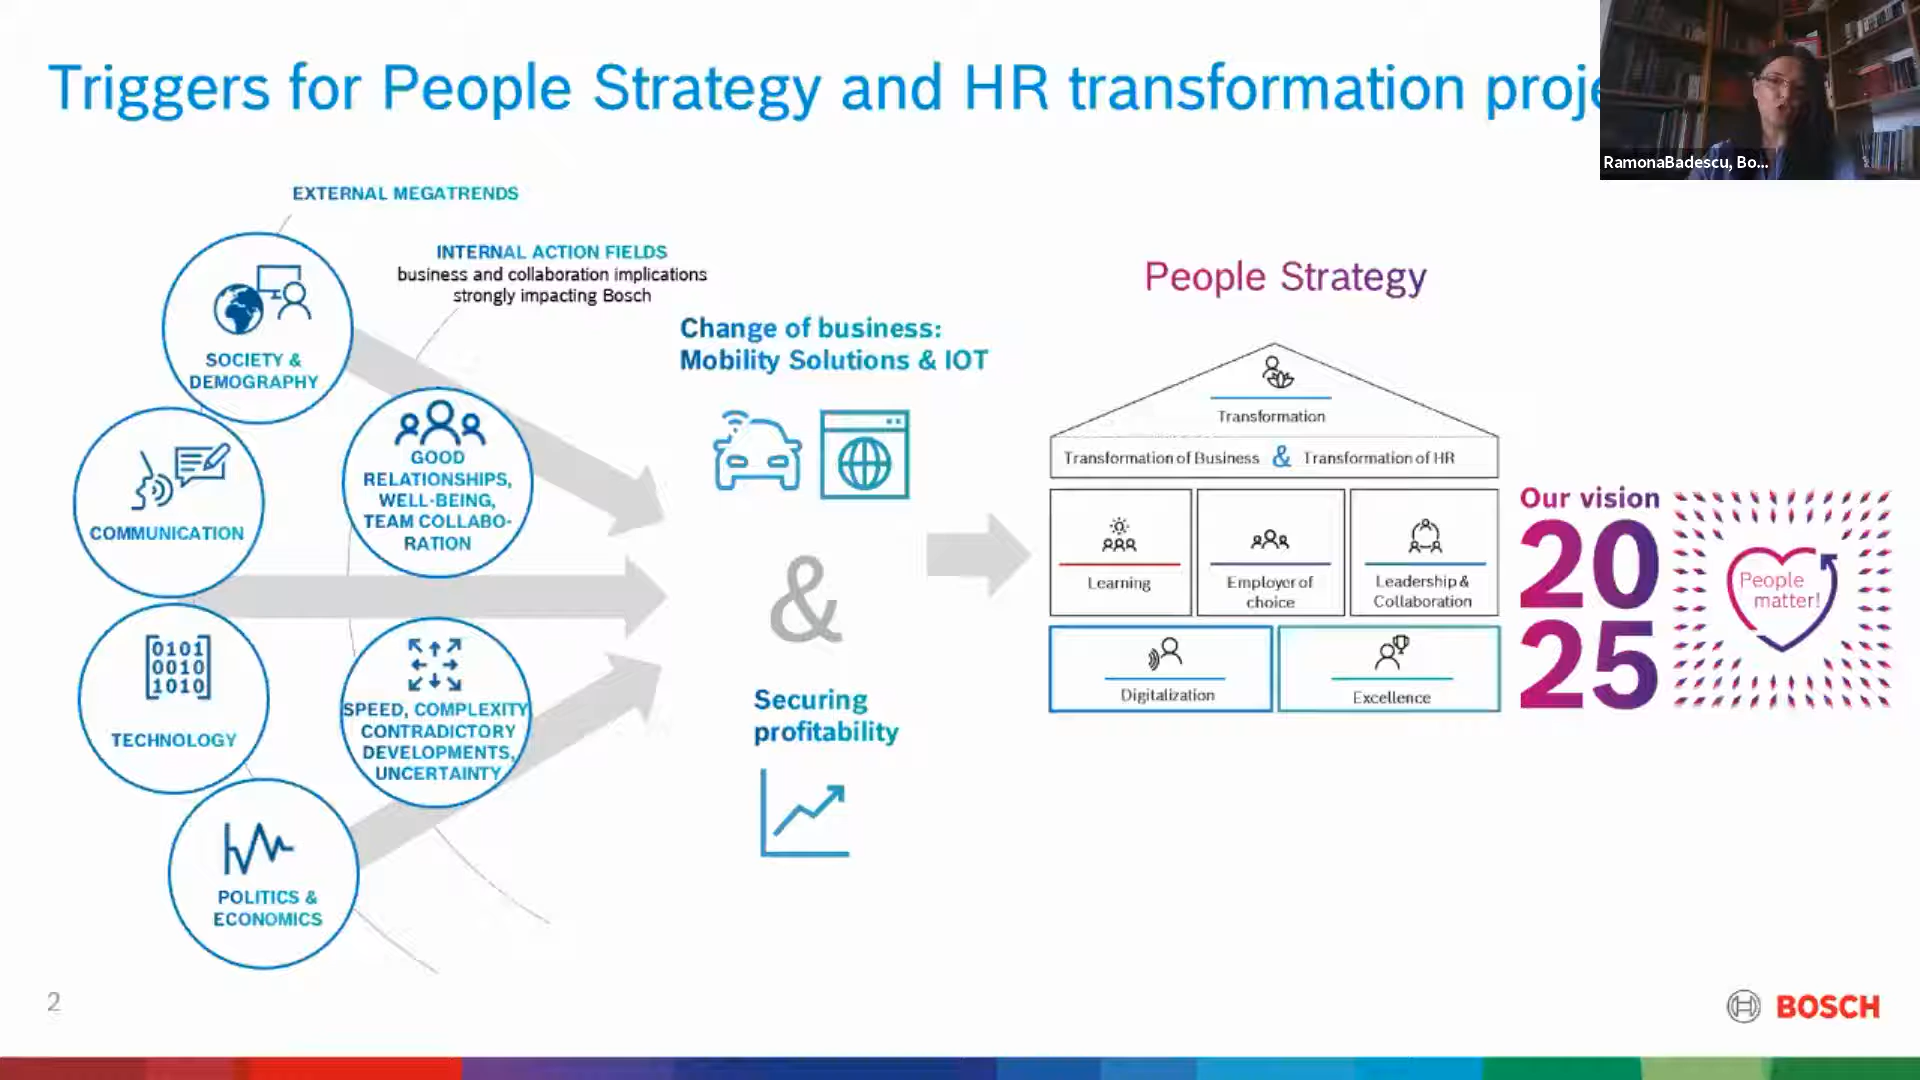 Triggers for People Strategy and HR transformation proje
RamonaBadescu, Bo...
EXTERNAL MEGATRENDS
INTERNAL ACTION FIELDS
business and collaboration implications
strongly impacting Bosch
SOCIETY &
DEMOGRAPHY
COMMUNICATION
0101
0010
1010
TECHNOLOGY
POLITICS &
ECONOMICS
GOOD
RELATIONSHIPS,
WELL-BEING,
TEAM COLLABO-
RATION
SPEED, COMPLEXITY
CONTRADICTORY
DEVELOPMENTS,
UNCERTAINTY
Change of business:
Mobility Solutions & IOT
&
Securing
profitability
People Strategy
Transformation
Transformation of Business & Transformation of HR
Learning
Employer of
choice
Leadership &
Collaboration
Digitalization
Excellence
Our vision
20
25
People
matter!
2
BOSCH